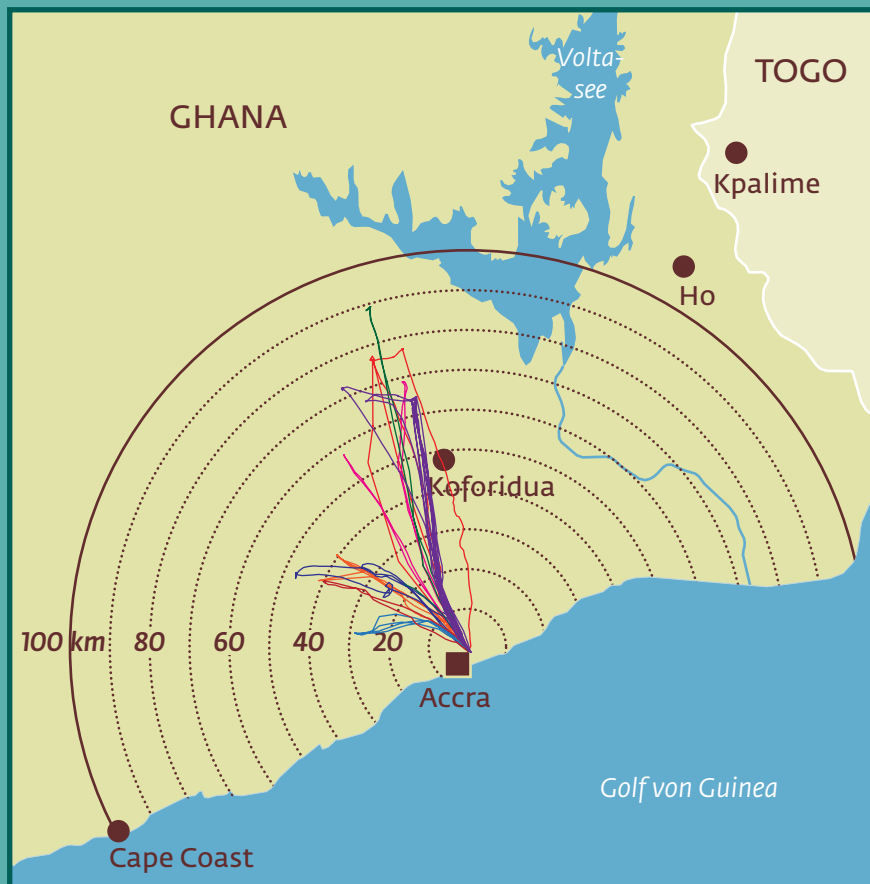 Volta-
see
TOGO
GHANA
Kpalime
Ho
Koforidua
100 km
80
60
40
20
Accra
Golf von Guinea
Cape Coast